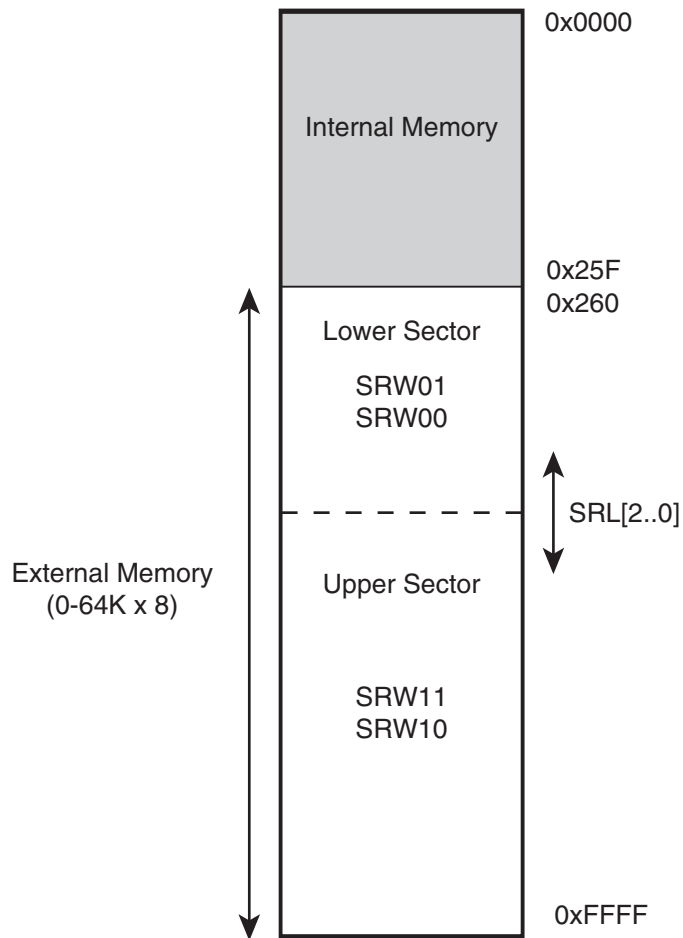 0x0000
Internal Memory
0x25F
0x260
Lower Sector
SRW01
SRW00
SRL[2..0]
External Memory
(0-64K x 8)
Upper Sector
SRW11
SRW10
0xFFFF